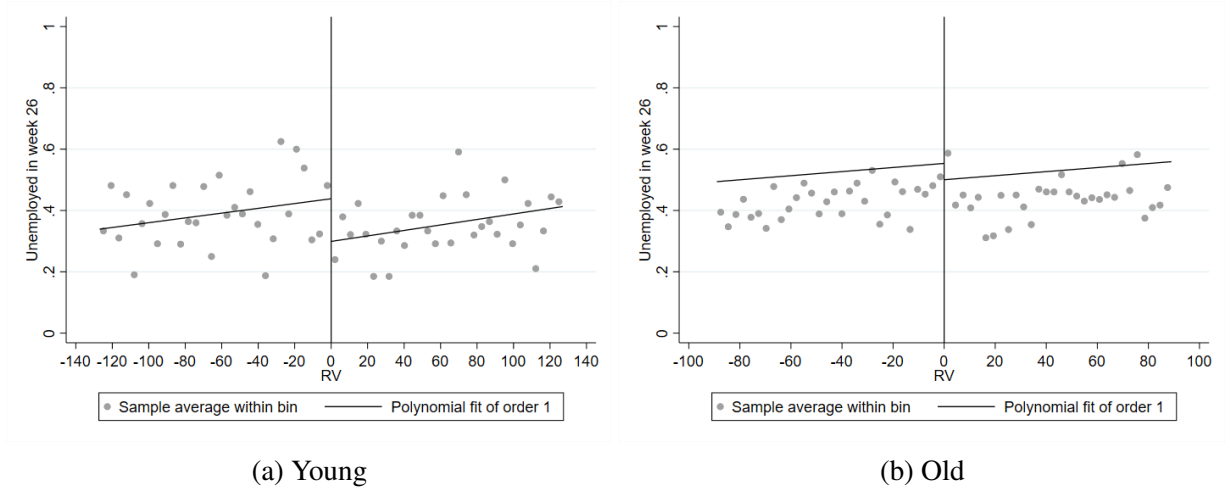 Unemployed in week 26
1
.8
.6
.4
.2
0
-140 -120 -100 -80 -60 -40 -20 0 20 40 60 80 100 120 140
RV
Sample average within bin Polynomial fit of order 1
(a) Young
Unemployed in week 26
1
.8
.6
.4
.2
0
-100 -80 -60 -40 -20 0 20 40 60 80 100
RV
Sample average within bin Polynomial fit of order 1
(b) Old